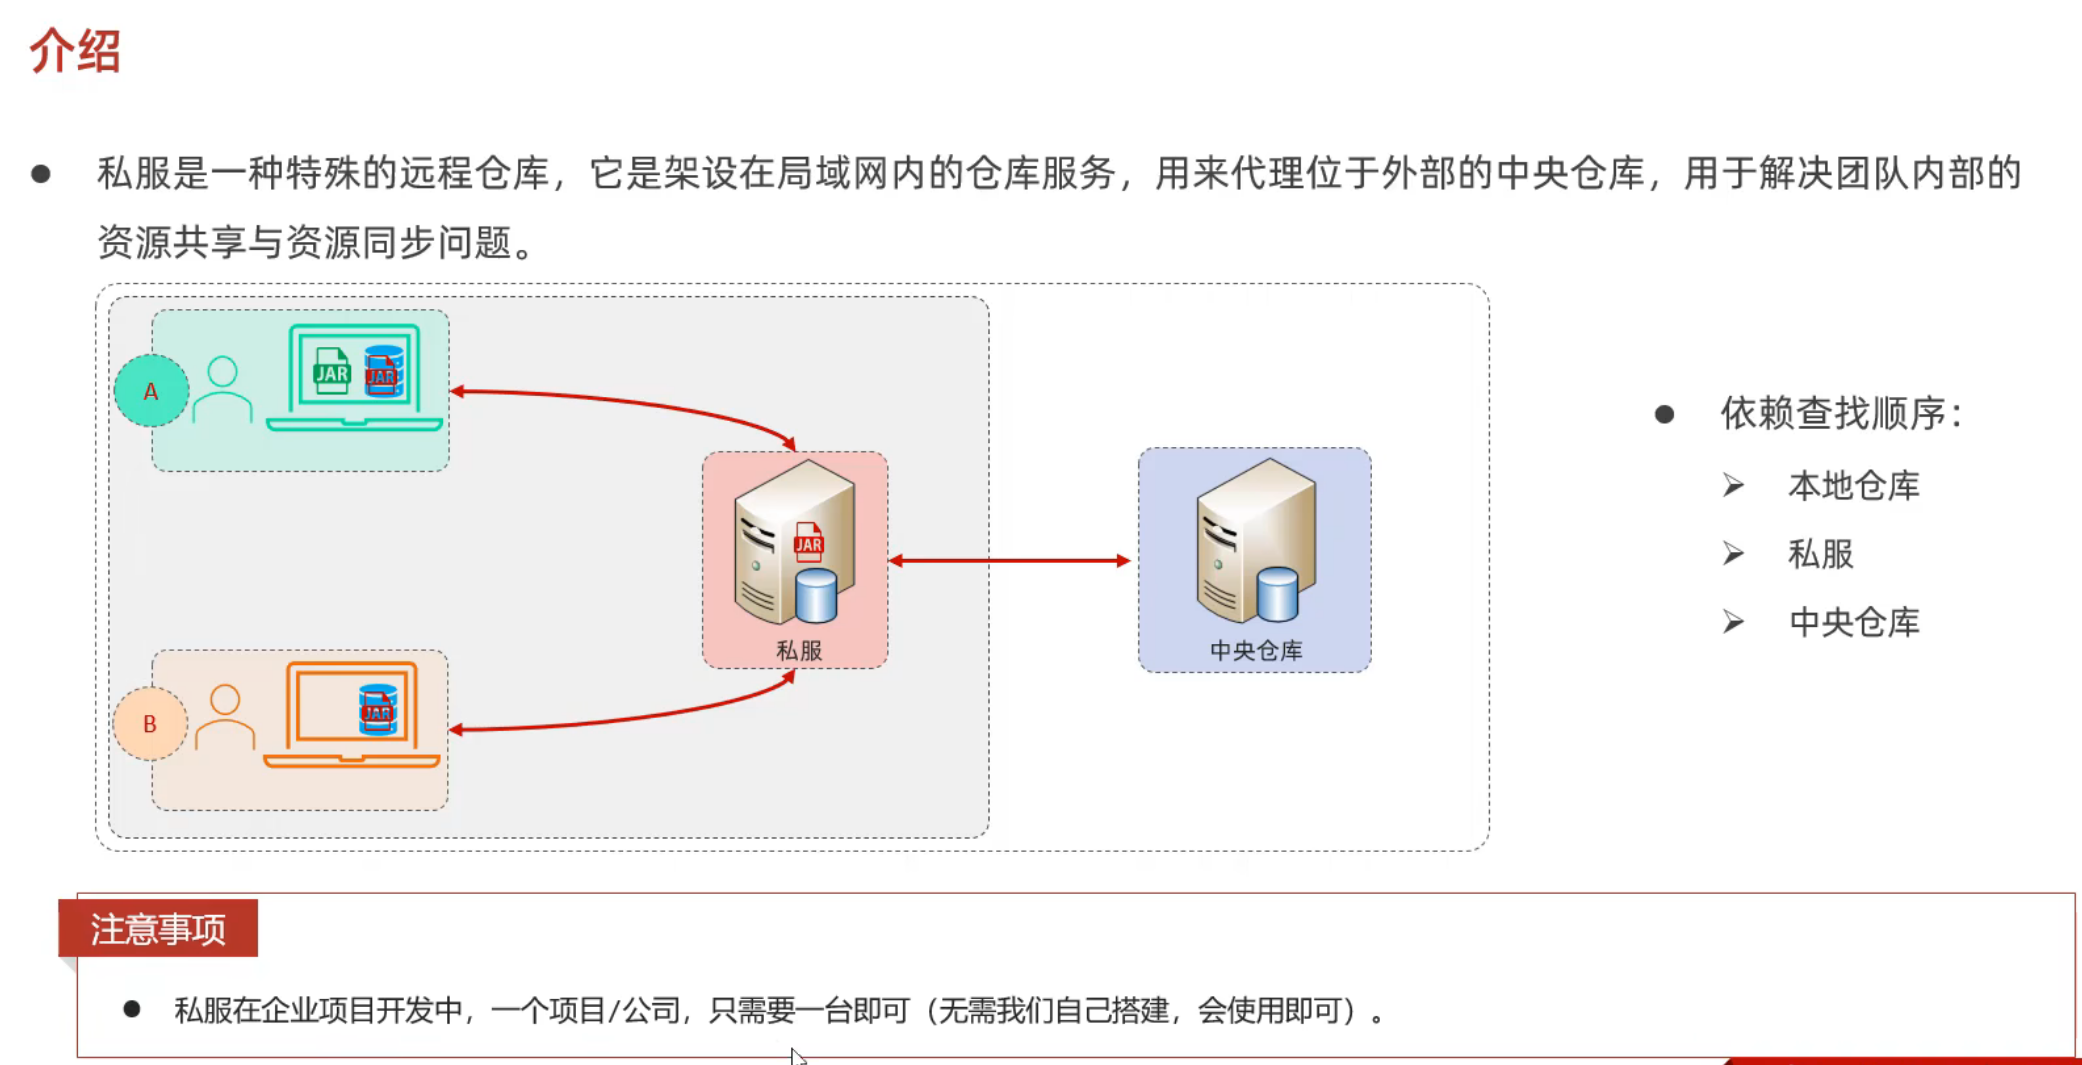 介绍
● 私服是一种特殊的远程仓库，它是架设在局域网内的仓库服务，用来代理位于外部的中央仓库，用于解决团队内部的
资源共享与资源同步问题。
A
JAR
JAR
JAR
私服
中央仓库
B
JAR
● 依赖查找顺序：
➢ 本地仓库
➢ 私服
➢ 中央仓库
注意事项
● 私服在企业项目开发中，一个项目/公司，只需要一台即可（无需我们自己搭建，会使用即可）。